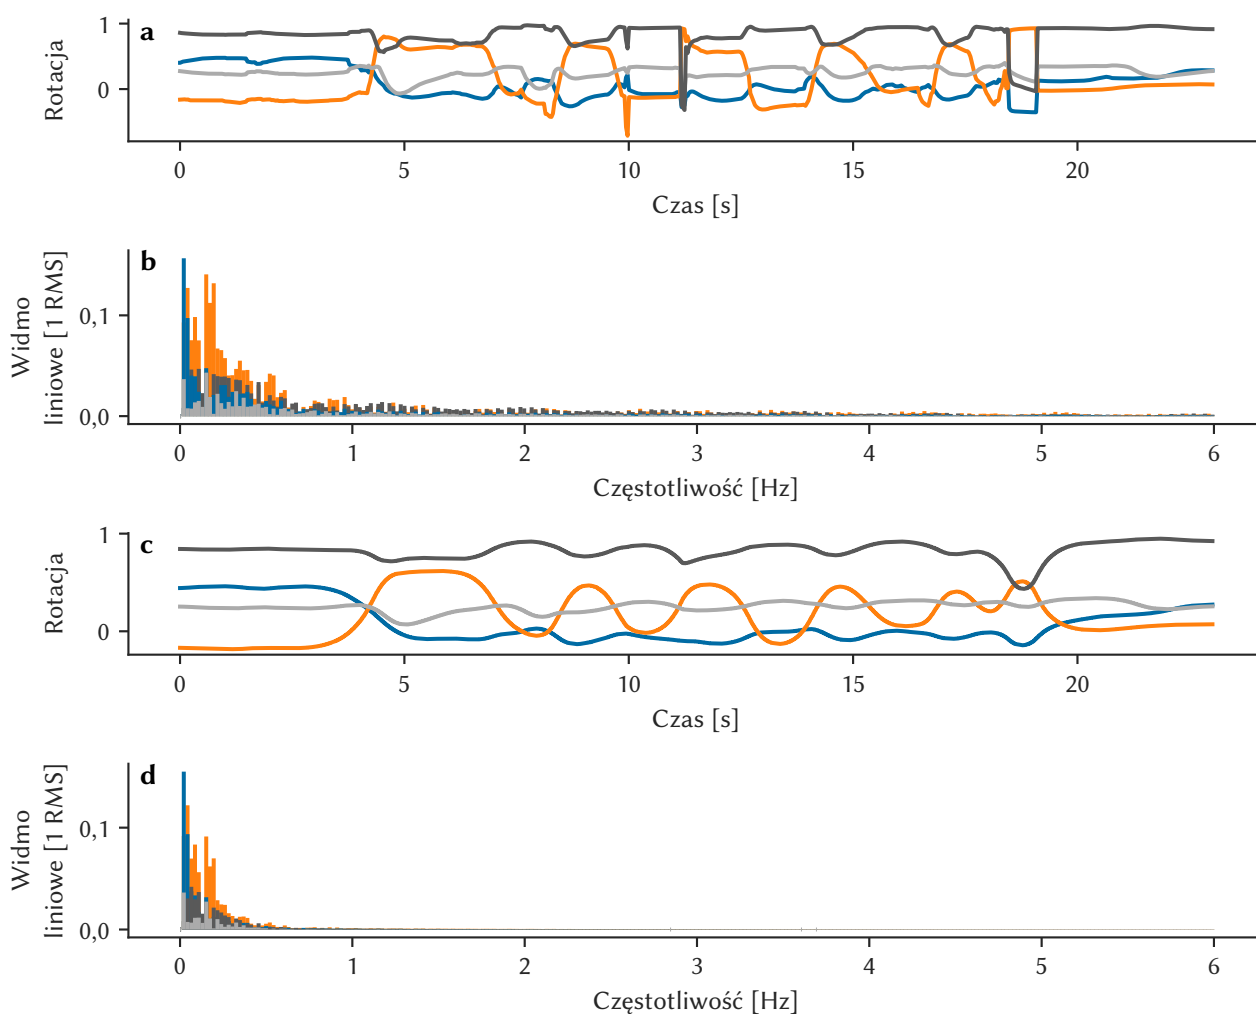 a
Rotacja
1
0
0 5 10 15 20
Czas [s]
b
Widmo
liniowe [1 RMS]
0,1
0,0
0 1 2 3 4 5 6
Częstotliwość [Hz]
c
Rotacja
1
0
0 5 10 15 20
Czas [s]
d
Widmo
liniowe [1 RMS]
0,1
0,0
0 1 2 3 4 5 6
Częstotliwość [Hz]